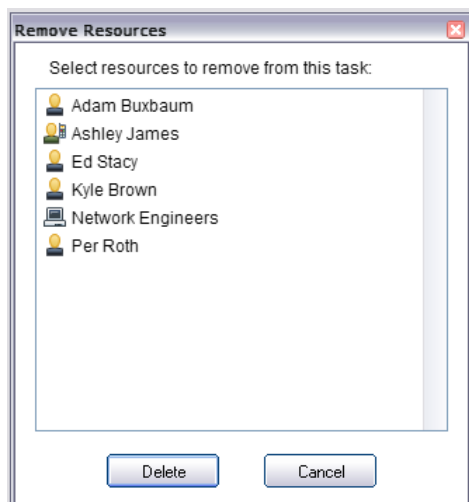 Remove Resources
Select resources to remove from this task:
Adam Buxbaum
Ashley James
Ed Stacy
Kyle Brown
Network Engineers
Per Roth
Delete
Cancel